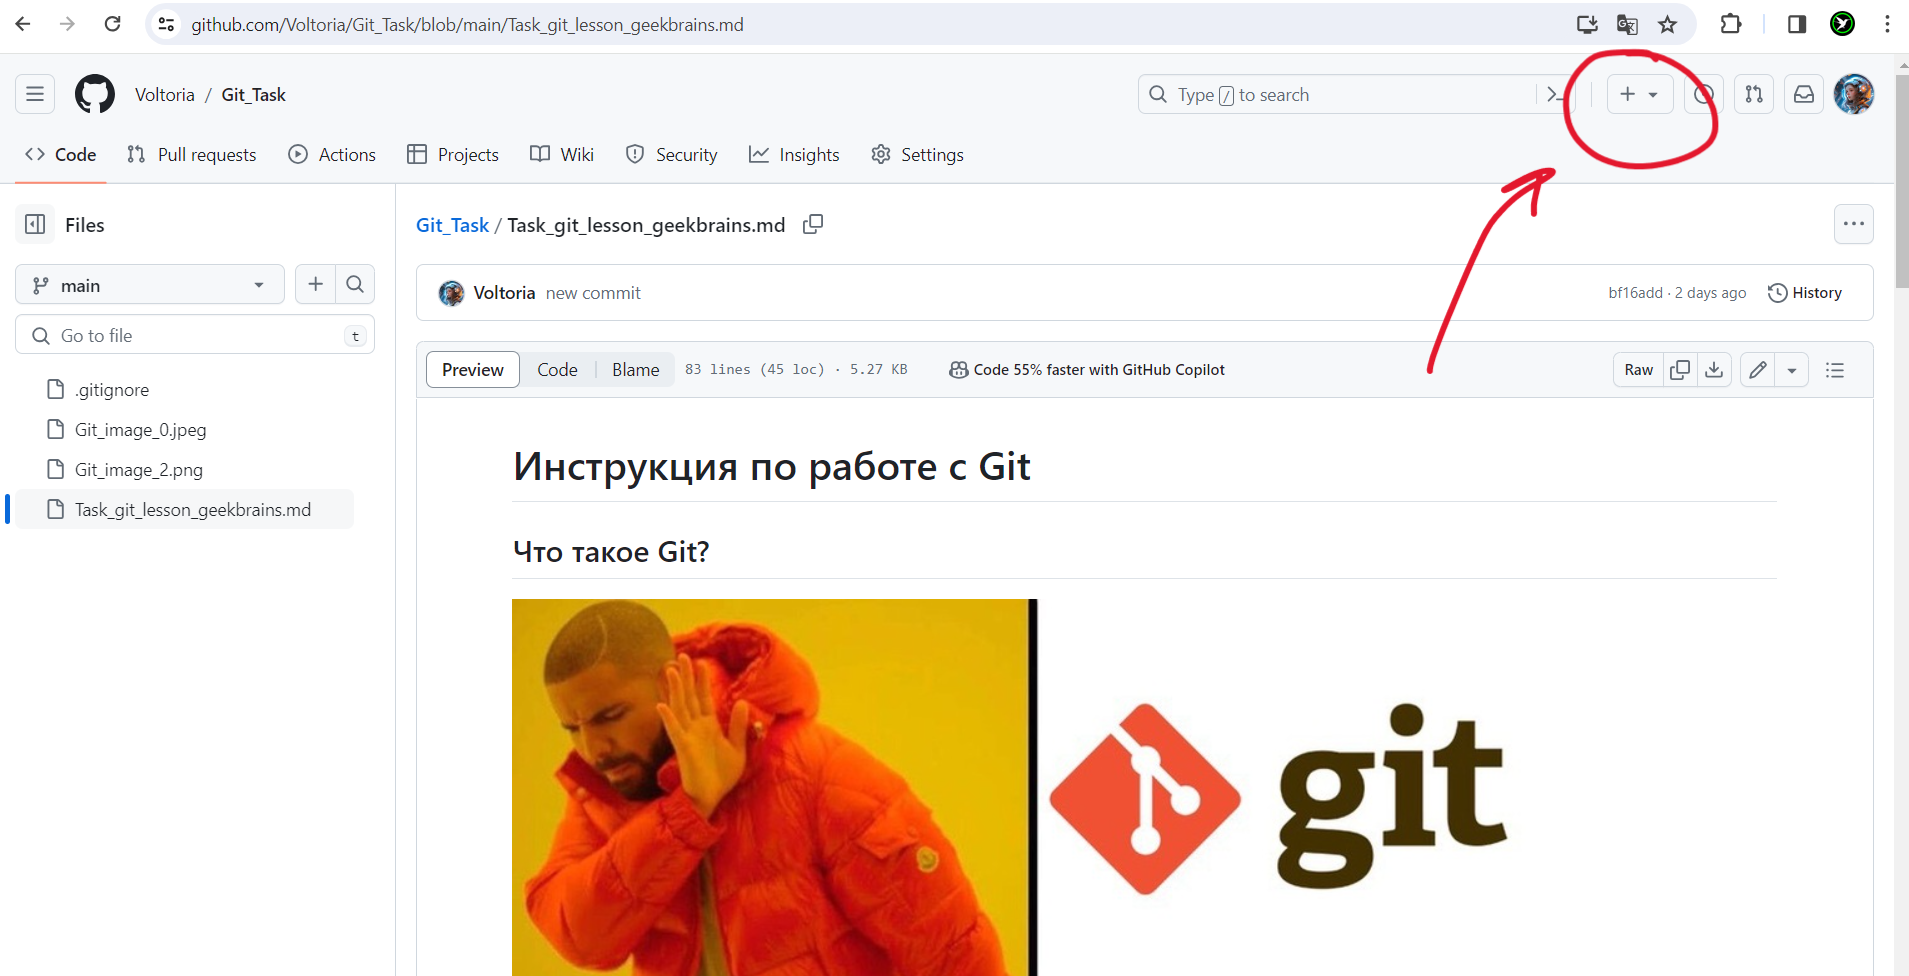 github.com/Voltoria/Git_Task/blob/main/Task_git_lesson_geekbrains.md
Voltoria / Git_Task
Type / to search
Code Pull requests Actions Projects Wiki Security Insights Settings
Files
main
Go to file t
.gitignore
Git_image_0.jpeg
Git_image_2.png
Task_git_lesson_geekbrains.md
Git_Task / Task_git_lesson_geekbrains.md
Voltoria new commit bf16add · 2 days ago History
Preview Code Blame 83 lines (45 loc) · 5.27 KB Code 55% faster with GitHub Copilot Raw
Инструкция по работе с Git
Что такое Git?
git